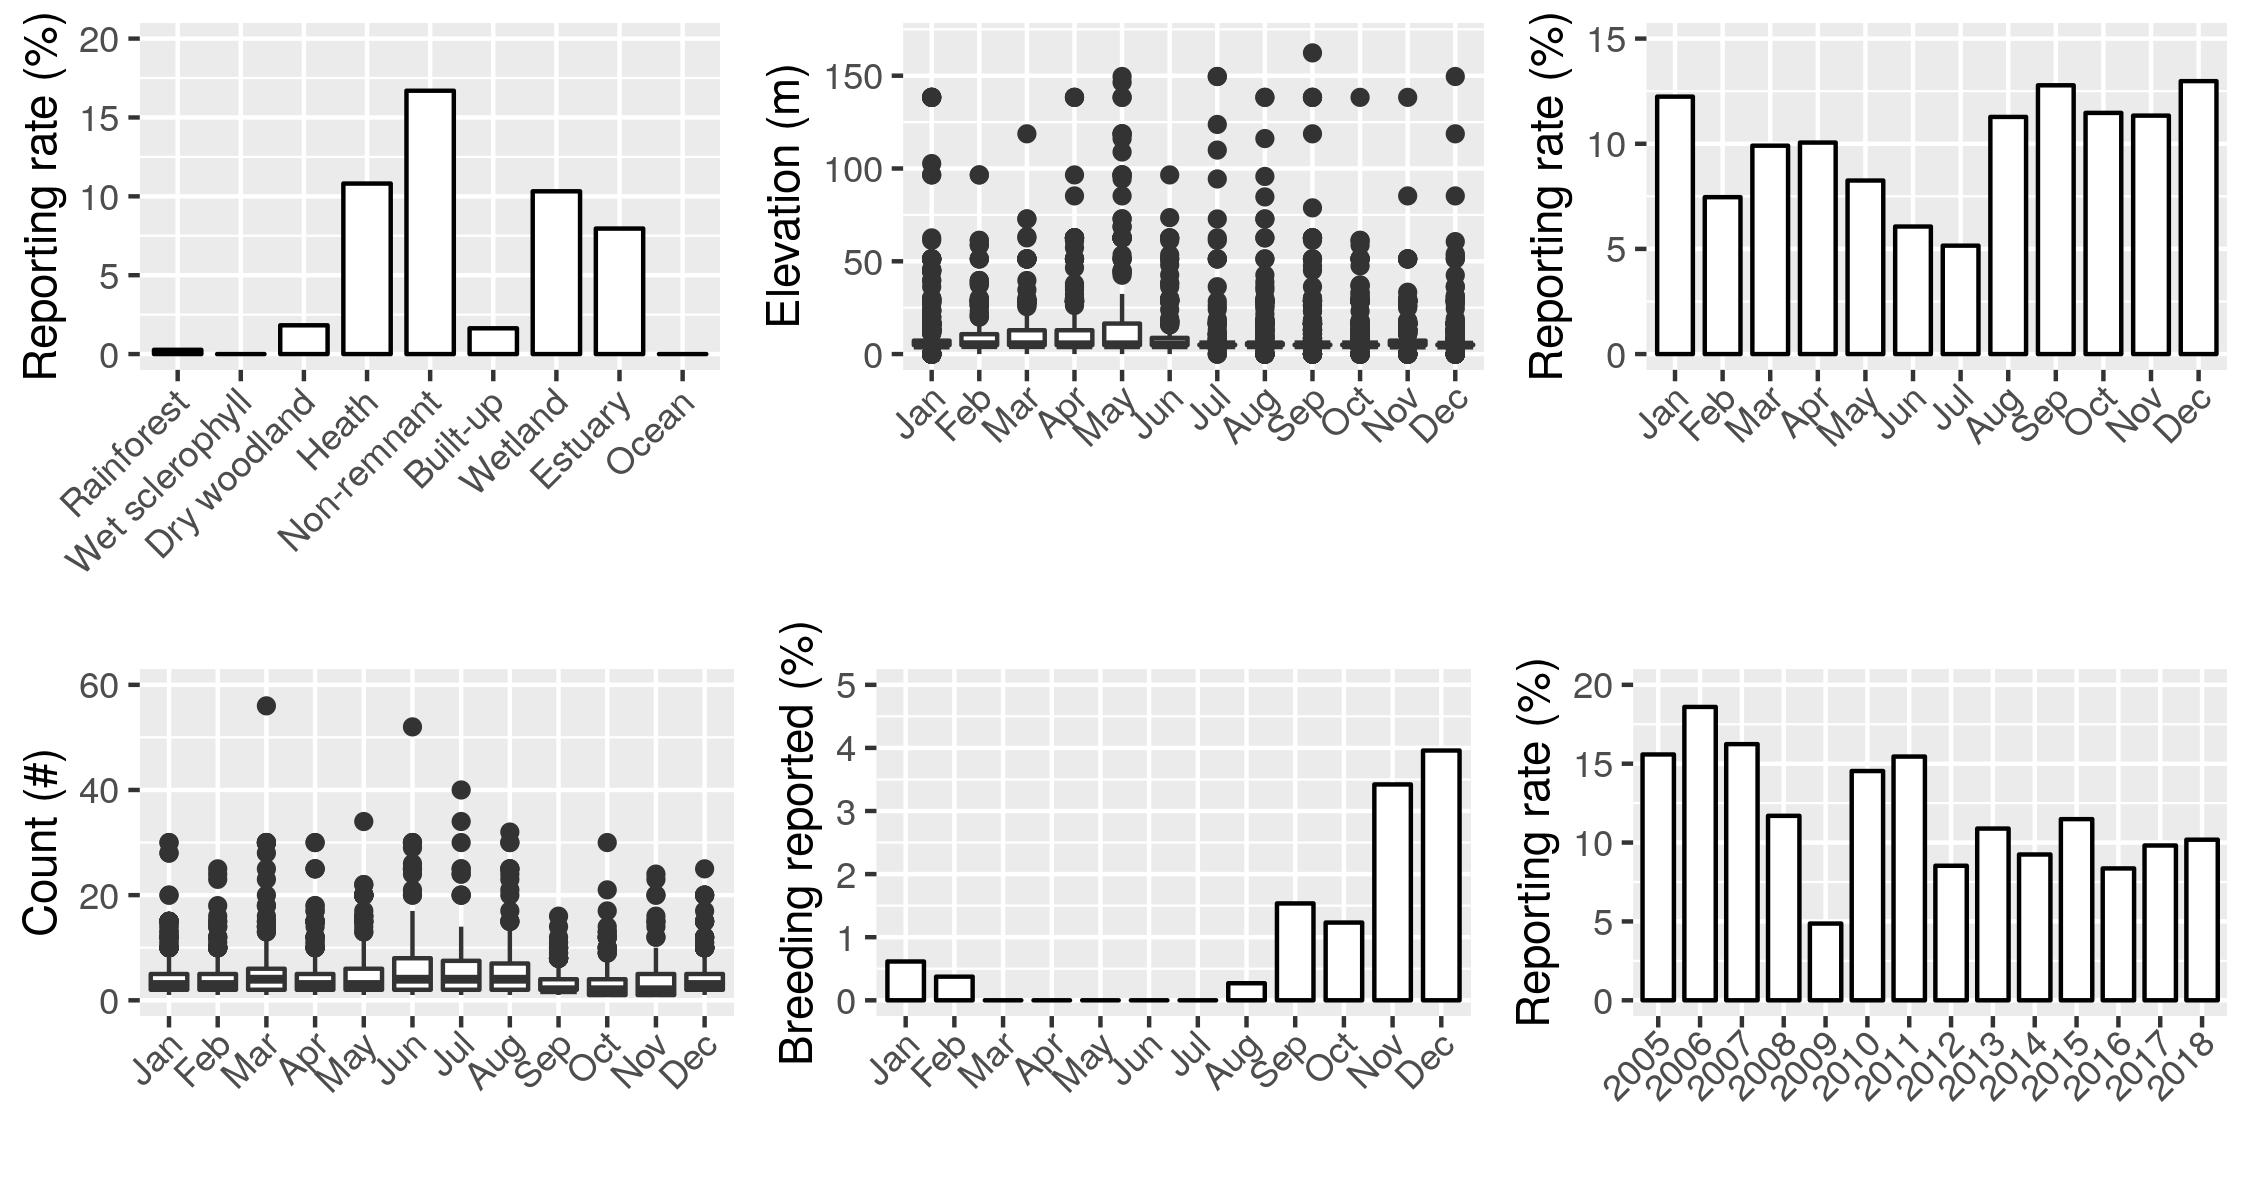 Reporting rate (%)
20
15
10
5
0
Rainforest
Wet sclerophyll
Dry woodland
Heath
Non-remnant
Built-up
Wetland
Estuary
Ocean
Elevation (m)
150
100
50
0
Jan
Feb
Mar
Apr
May
Jun
Jul
Aug
Sep
Oct
Nov
Dec
Reporting rate (%)
15
10
5
0
Jan
Feb
Mar
Apr
May
Jun
Jul
Aug
Sep
Oct
Nov
Dec
Count (#)
60
40
20
0
Jan
Feb
Mar
Apr
May
Jun
Jul
Aug
Sep
Oct
Nov
Dec
Breeding reported (%)
5
4
3
2
1
0
Jan
Feb
Mar
Apr
May
Jun
Jul
Aug
Sep
Oct
Nov
Dec
Reporting rate (%)
20
15
10
5
0
2005
2006
2007
2008
2009
2010
2011
2012
2013
2014
2015
2016
2017
2018